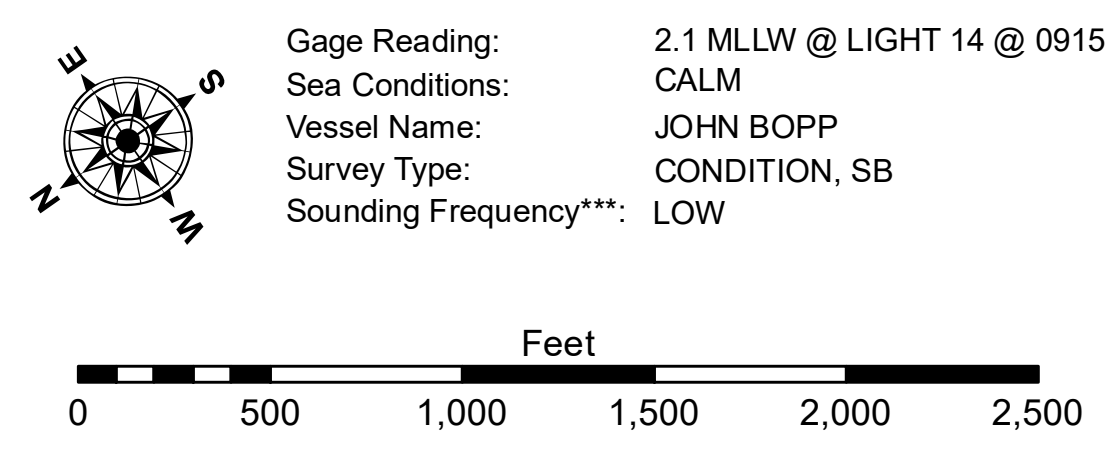 E
S
N
W
Gage Reading: 2.1 MLLW @ LIGHT 14 @ 0915
Sea Conditions: CALM
Vessel Name: JOHN BOPP
Survey Type: CONDITION, SB
Sounding Frequency***: LOW
Feet
0 500 1,000 1,500 2,000 2,500